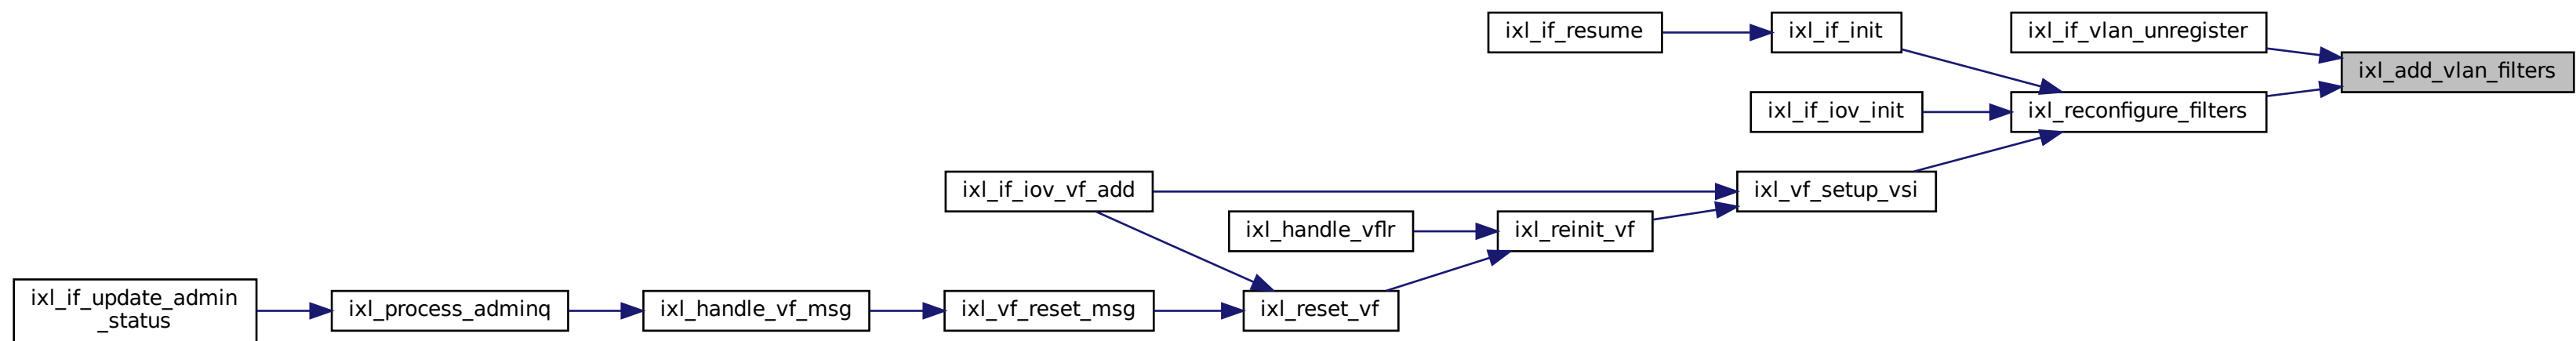 ixl_if_resume
ixl_if_init
ixl_if_vlan_unregister
ixl_add_vlan_filters
ixl_if_iov_init
ixl_reconfigure_filters
ixl_if_iov_vf_add
ixl_vf_setup_vsi
ixl_handle_vflr
ixl_reinit_vf
ixl_if_update_admin
_status
ixl_process_adminq
ixl_handle_vf_msg
ixl_vf_reset_msg
ixl_reset_vf